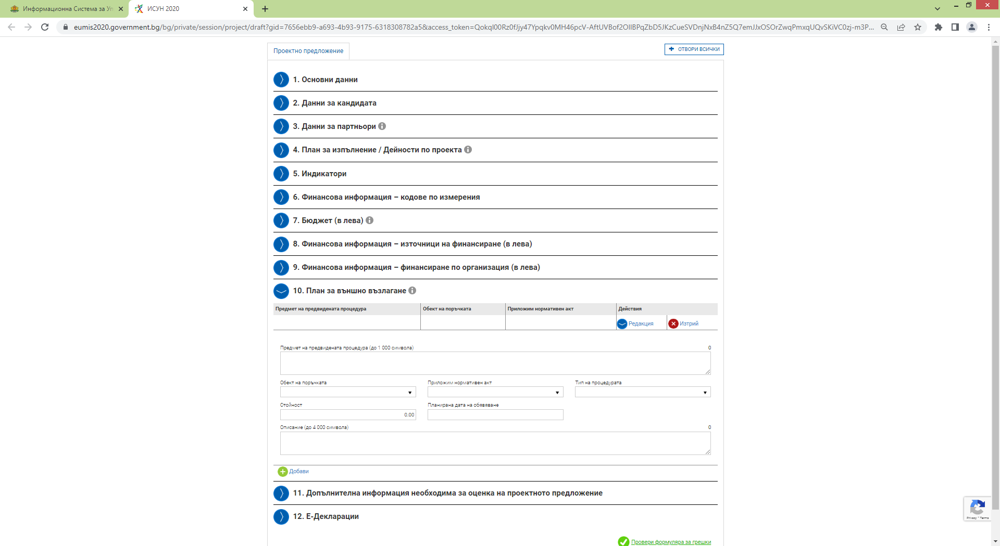 Информационна Система за Уп
ИСУН 2020
eumis2020.government.bg/bg/private/session/project/draft?gid=7656ebb9-a693-4b93-9175-6318308782a5&access_token=Qokql00Rz0fJjy47Ypqkv0MH46pcV-AftUVBof2OIlBPqZbD5JKzCueSVDnjNxB4nZ5Q7emJJxOSOrZwqPmxqUQvSKiVC0zj-m3P...
Проектно предложение
ОТВОРИ ВСИЧКИ
1. Основни данни
2. Данни за кандидата
3. Данни за партньори
4. План за изпълнение / Дейности по проекта
5. Индикатори
6. Финансова информация – кодове по измерения
7. Бюджет (в лева)
8. Финансова информация – източници на финансиране (в лева)
9. Финансова информация – финансиране по организация (в лева)
10. План за външно възлагане
Предмет на предвидената процедура Обект на поръчката Приложим нормативен акт Действия
Редакция Изтрий
Предмет на предвидената процедура (до 1 000 символа) 0
Обект на поръчката Приложим нормативен акт Тип на процедурата
Стойност Планирана дата на обявяване
0.00
Описание (до 4 000 символа) 0
Добави
11. Допълнителна информация необходима за оценка на проектното предложение
12. Е-Декларации
Privacy - Terms
Провери формуляра за грешки